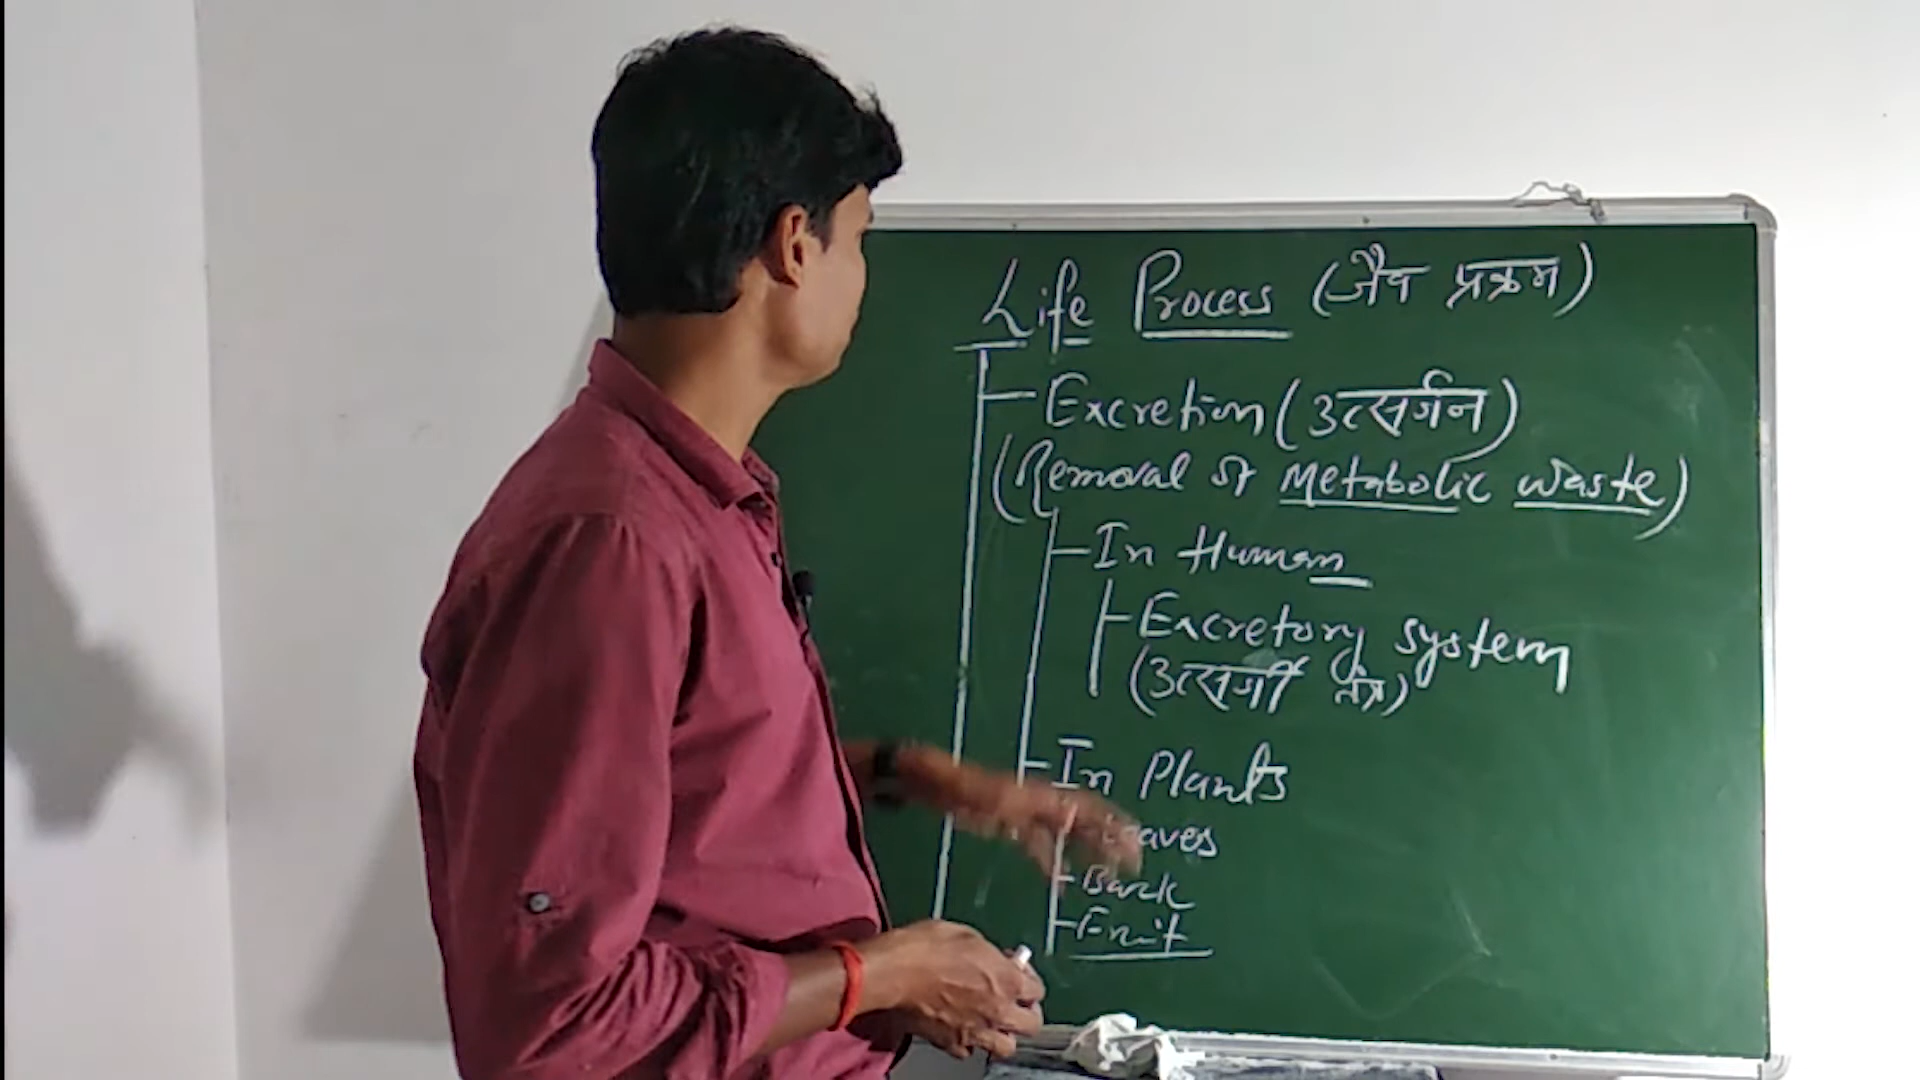 Life Process (जैव प्रक्रम)
Excretion (उत्सर्जन)
(Removal of Metabolic Waste)
In Human
Excretory system
(उत्सर्जी तंत्र)
In Plants
Leaves
Bark
Fruit